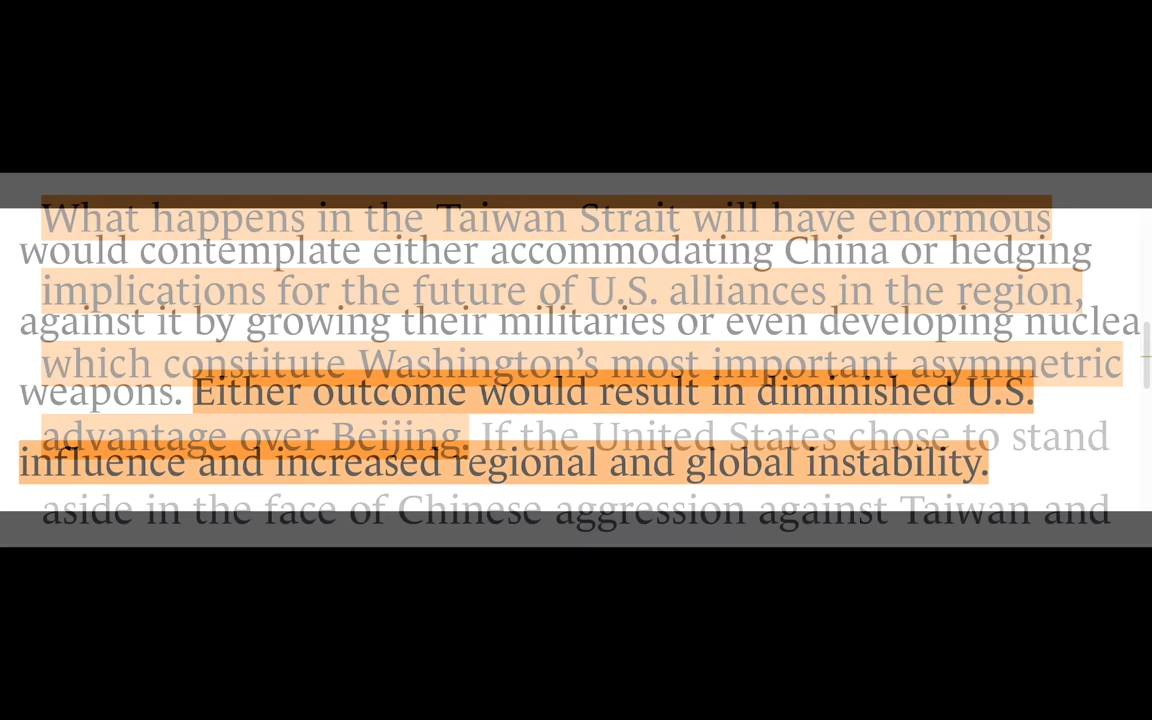 What happens in the Taiwan Strait will have enormous
would contemplate either accommodating China or hedging
implications for the future of U.S. alliances in the region,
against it by growing their militaries or even developing nuclea
which constitute Washington’s most important asymmetric
weapons. Either outcome would result in diminished U.S.
advantage over Beijing. If the United States chose to stand
influence and increased regional and global instability.
aside in the face of Chinese aggression against Taiwan and